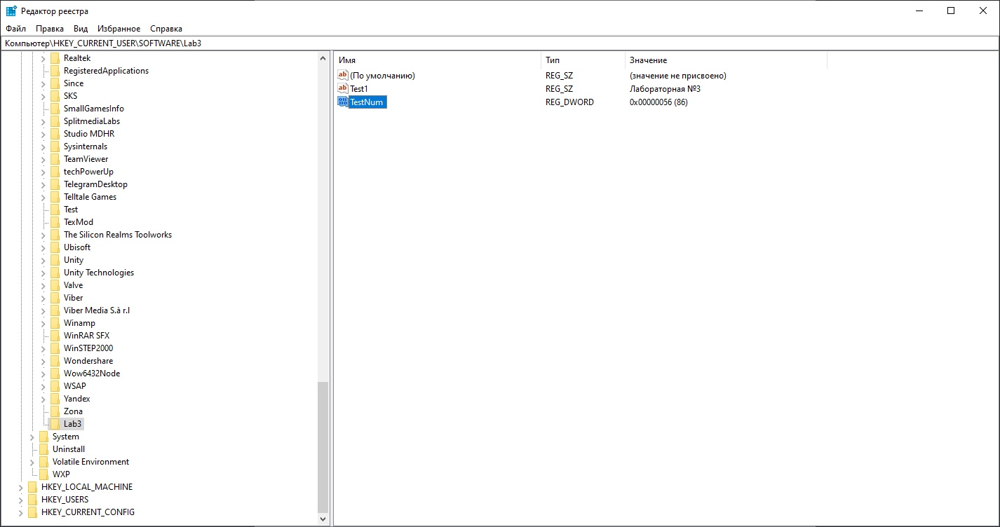 Редактор реестра
Файл Правка Вид Избранное Справка
Компьютер\HKEY_CURRENT_USER\SOFTWARE\Lab3
Realtek
RegisteredApplications
Since
SKS
SmallGamesInfo
SplitmediaLabs
Studio MDHR
Sysinternals
TeamViewer
techPowerUp
TelegramDesktop
Telltale Games
Test
TexMod
The Silicon Realms Toolworks
Ubisoft
Unity
Unity Technologies
Valve
Viber
Viber Media S.à r.l
Winamp
WinRAR SFX
WinSTEP2000
Wondershare
Wow6432Node
WSAP
Yandex
Zona
Lab3
System
Uninstall
Volatile Environment
WXP
HKEY_LOCAL_MACHINE
HKEY_USERS
HKEY_CURRENT_CONFIG
Имя Тип Значение
ab (По умолчанию) REG_SZ (значение не присвоено)
ab Test1 REG_SZ Лабораторная №3
TestNum REG_DWORD 0x00000056 (86)